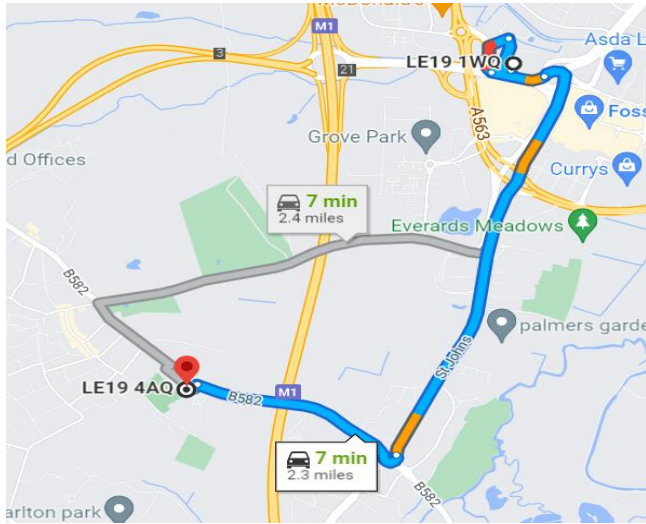 M1
LE19 1WQ
Asda L
3
21
A563
Foss
Grove Park
Currys
d Offices
7 min
2.4 miles
Everards Meadows
B582
palmers garde
St Johns
LE19 4AQ
B582
M1
7 min
2.3 miles
B582
arlton park